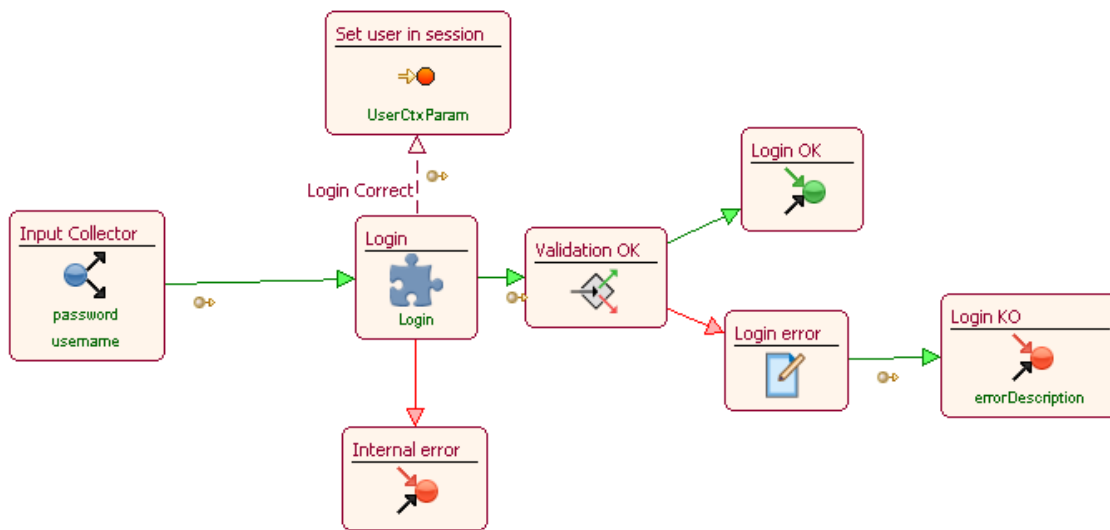 Set user in session
UserCtxParam
Login Correct
Login OK
Input Collector
password
username
Login
Login
Validation OK
Login error
Login KO
errorDescription
Internal error